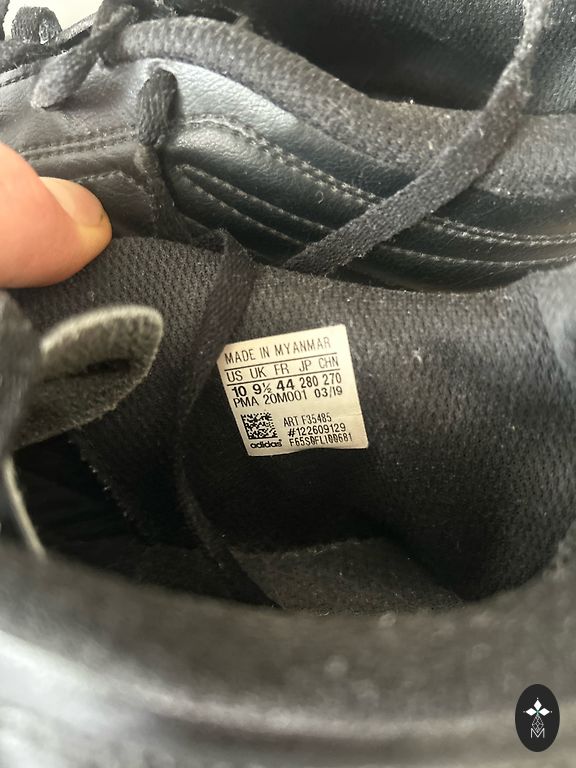 MADE IN MYANMAR
US UK FR JP CHN
10 9½ 44 280 270
PMA 20M001 03/19
ART F35485
#122609129
adidas
M